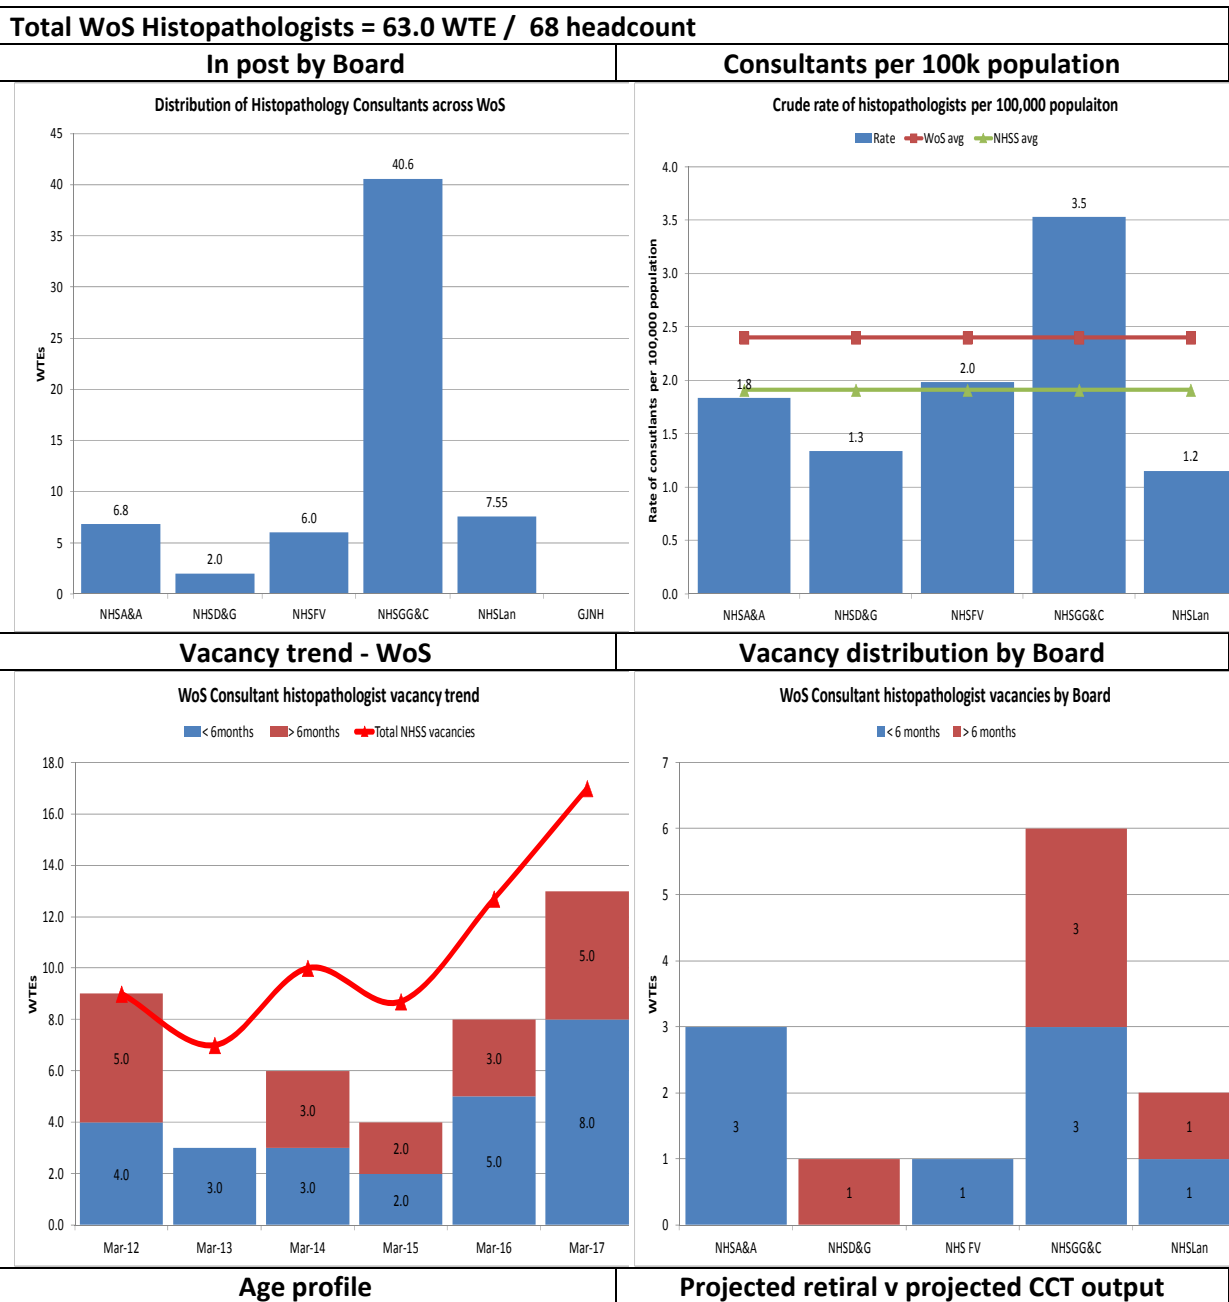 Total WoS Histopathologists = 63.0 WTE / 68 headcount
In post by Board
Consultants per 100k population
Distribution of Histopathology Consultants across WoS
45
40
35
30
25
20
15
10
5
0
WTEs
6.8
2.0
6.0
40.6
7.55
NHSA&A
NHSD&G
NHSFV
NHSGG&C
NHSLan
GJNH
Crude rate of histopathologists per 100,000 populaiton
Rate
WoS avg
NHSS avg
4.0
3.5
3.0
2.5
2.0
1.5
1.0
0.5
0.0
Rate of consutlants per 100,000 population
1.8
1.3
2.0
3.5
1.2
NHSA&A
NHSD&G
NHSFV
NHSGG&C
NHSLan
Vacancy trend - WoS
Vacancy distribution by Board
WoS Consultant histopathologist vacancy trend
< 6months
> 6months
Total NHSS vacancies
18.0
16.0
14.0
12.0
10.0
8.0
6.0
4.0
2.0
0.0
WTEs
5.0
4.0
3.0
3.0
3.0
2.0
2.0
3.0
5.0
5.0
8.0
Mar-12
Mar-13
Mar-14
Mar-15
Mar-16
Mar-17
WoS Consultant histopathologist vacancies by Board
< 6 months
> 6 months
7
6
5
4
3
2
1
0
WTEs
3
1
1
3
3
1
1
NHSA&A
NHSD&G
NHS FV
NHSGG&C
NHSLan
Age profile
Projected retiral v projected CCT output